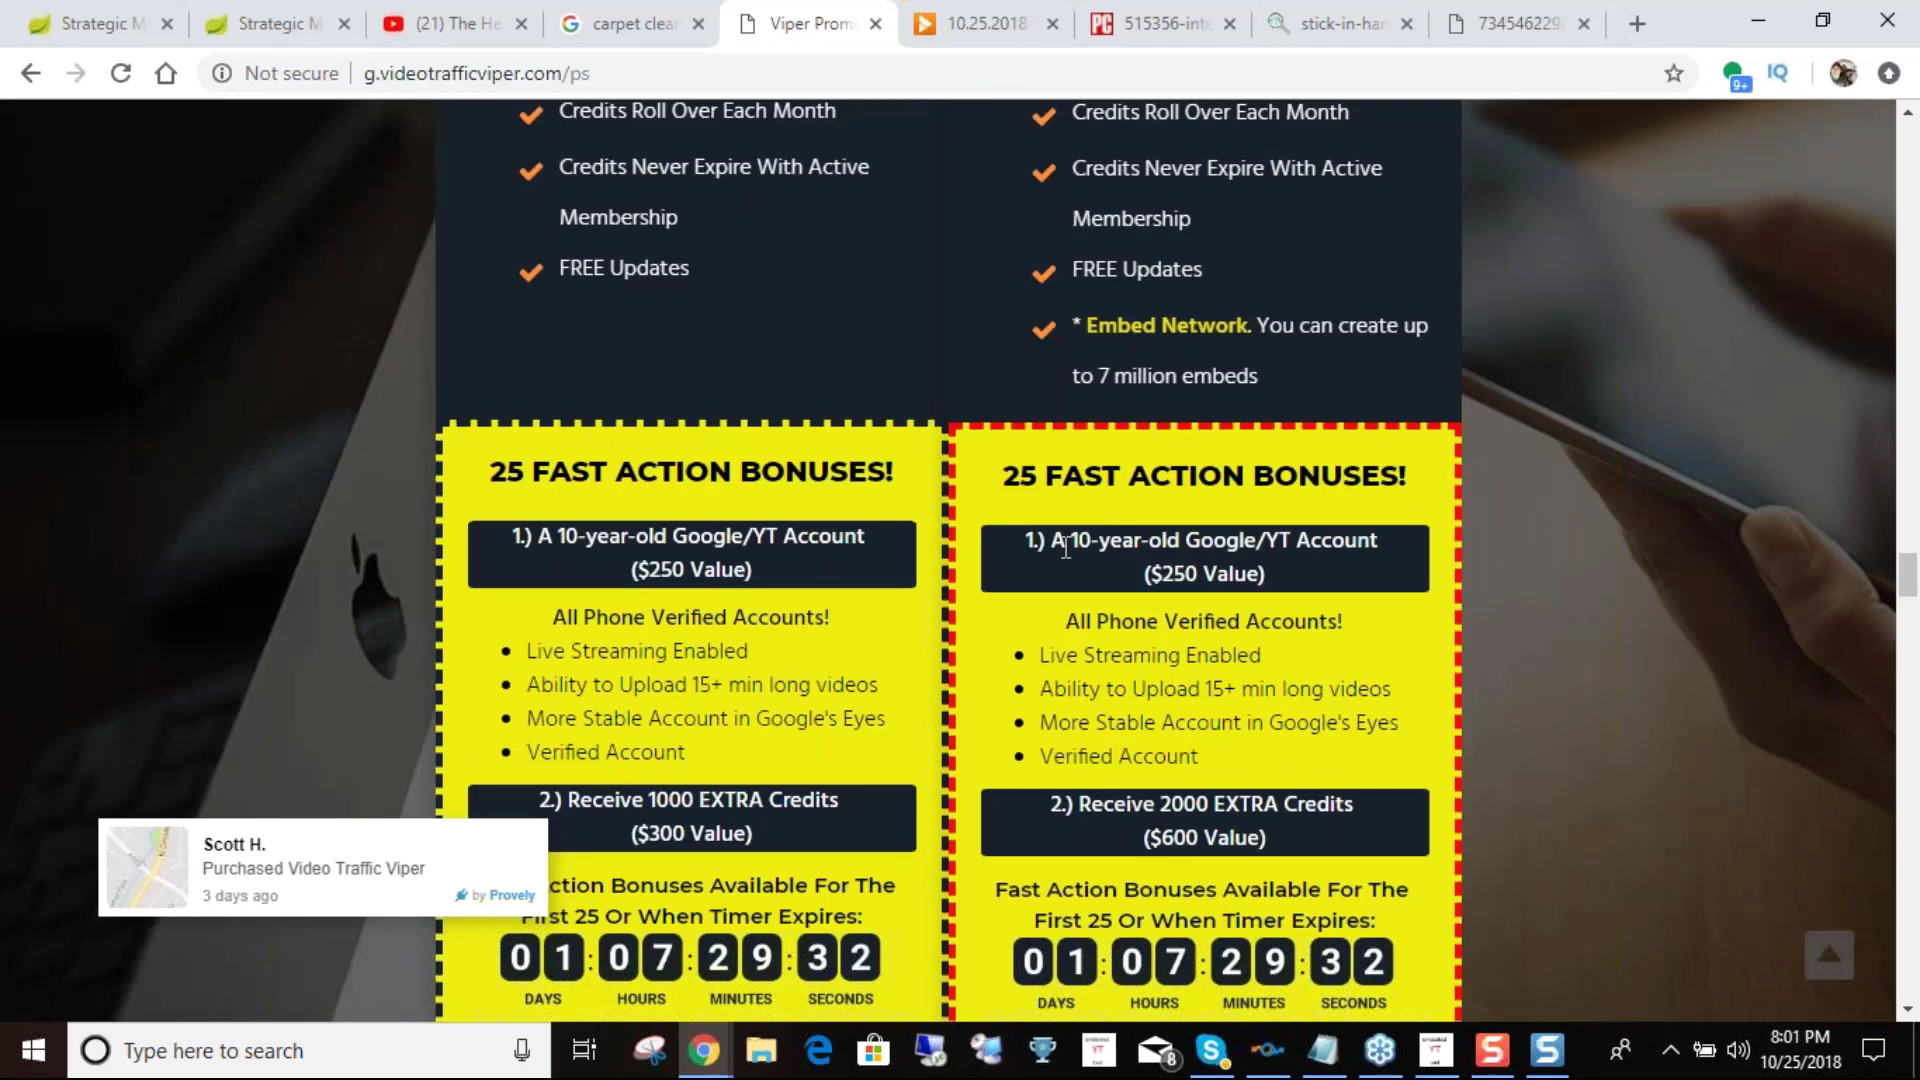 Strategic M
Strategic M
(21) The He
carpet clea
Viper Prom
10.25.2018
515356-inte
stick-in-han
734546229
Not secure
g.videotrafficviper.com/ps
IQ
9+
Credits Roll Over Each Month
Credits Never Expire With Active
Membership
FREE Updates
Credits Roll Over Each Month
Credits Never Expire With Active
Membership
FREE Updates
* Embed Network. You can create up
to 7 million embeds
25 FAST ACTION BONUSES!
1.) A 10-year-old Google/YT Account
($250 Value)
All Phone Verified Accounts!
Live Streaming Enabled
Ability to Upload 15+ min long videos
More Stable Account in Google's Eyes
Verified Account
2.) Receive 1000 EXTRA Credits
($300 Value)
ction Bonuses Available For The
First 25 Or When Timer Expires:
01:07:29:32
DAYS HOURS MINUTES SECONDS
25 FAST ACTION BONUSES!
1.) A 10-year-old Google/YT Account
($250 Value)
All Phone Verified Accounts!
Live Streaming Enabled
Ability to Upload 15+ min long videos
More Stable Account in Google's Eyes
Verified Account
2.) Receive 2000 EXTRA Credits
($600 Value)
Fast Action Bonuses Available For The
First 25 Or When Timer Expires:
01:07:29:32
DAYS HOURS MINUTES SECONDS
Scott H.
Purchased Video Traffic Viper
3 days ago
by Provely
Type here to search
8
8:01 PM
10/25/2018